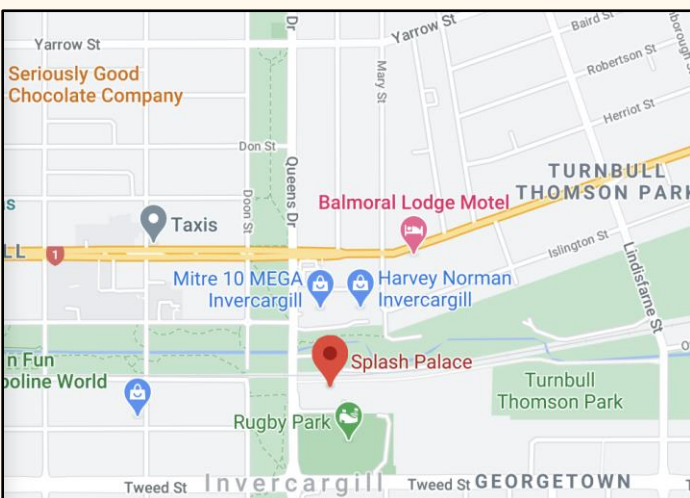 Dr
Yarrow St
Baird St
Yarrow St
Robertson St
Seriously Good
Chocolate Company
Mary St
Herriot St
Don St
Queens Dr
TURNBULL
THOMSON PARK
Balmoral Lodge Motel
Doon St
Taxis
Islington St
1
Lindisfarne St
Mitre 10 MEGA
Invercargill
Harvey Norman
Invercargill
Splash Palace
n Fun
poline World
Turnbull
Thomson Park
Rugby Park
Tweed St
Invercargill
Tweed St
GEORGETOWN